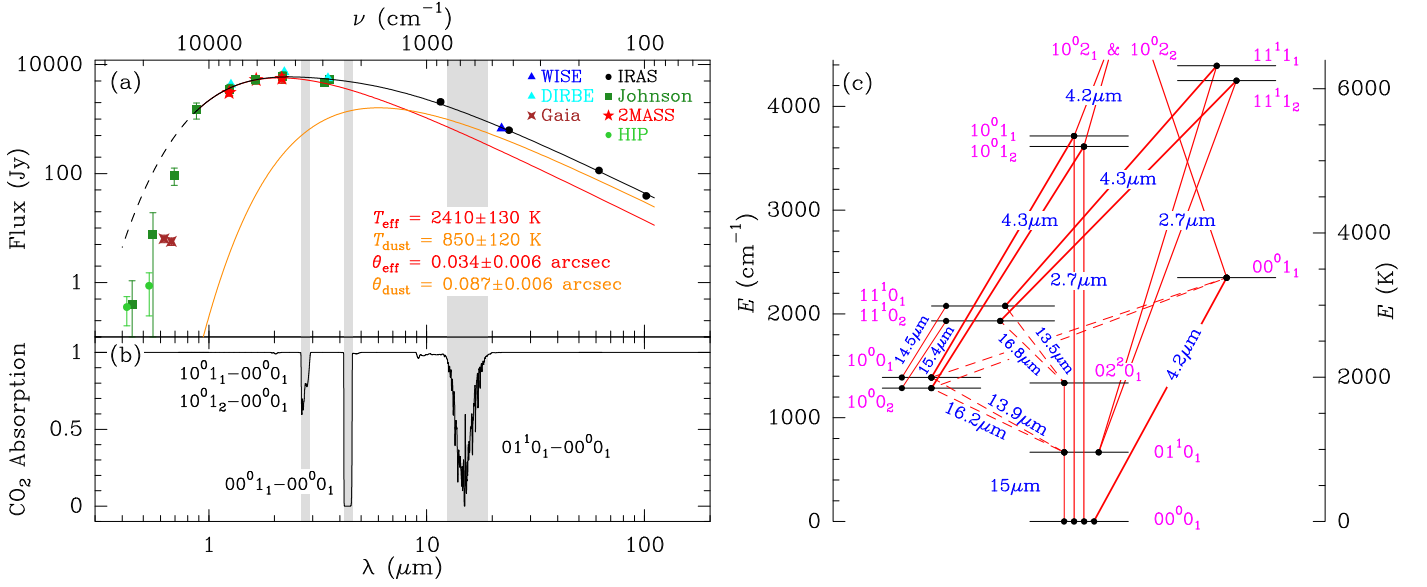 ν (cm⁻¹)
10000 1000 100
(a)
Flux (Jy)
10000
100
1
WISE
DIRBE
Gaia
IRAS
Johnson
2MASS
HIP
T_eff = 2410±130 K
T_dust = 850±120 K
θ_eff = 0.034±0.006 arcsec
θ_dust = 0.087±0.006 arcsec
(b)
CO₂ Absorption
1
0.5
0
10⁰1₁−00⁰0₁
10⁰1₂−00⁰0₁
00⁰1₁−00⁰0₁
01¹0₁−00⁰0₁
1 10 100
λ (μm)
(c)
E (cm⁻¹)
4000
3000
2000
1000
0
E (K)
6000
4000
2000
0
10⁰2₁ & 10⁰2₂
11¹1₁
11¹1₂
4.2μm
10⁰1₁
10⁰1₂
4.3μm
4.3μm
2.7μm
00⁰1₁
2.7μm
11¹0₁
11¹0₂
14.5μm
15.4μm
13.5μm
16.8μm
10⁰0₁
10⁰0₂
02²0₁
4.2μm
13.9μm
16.2μm
01¹0₁
15μm
00⁰0₁